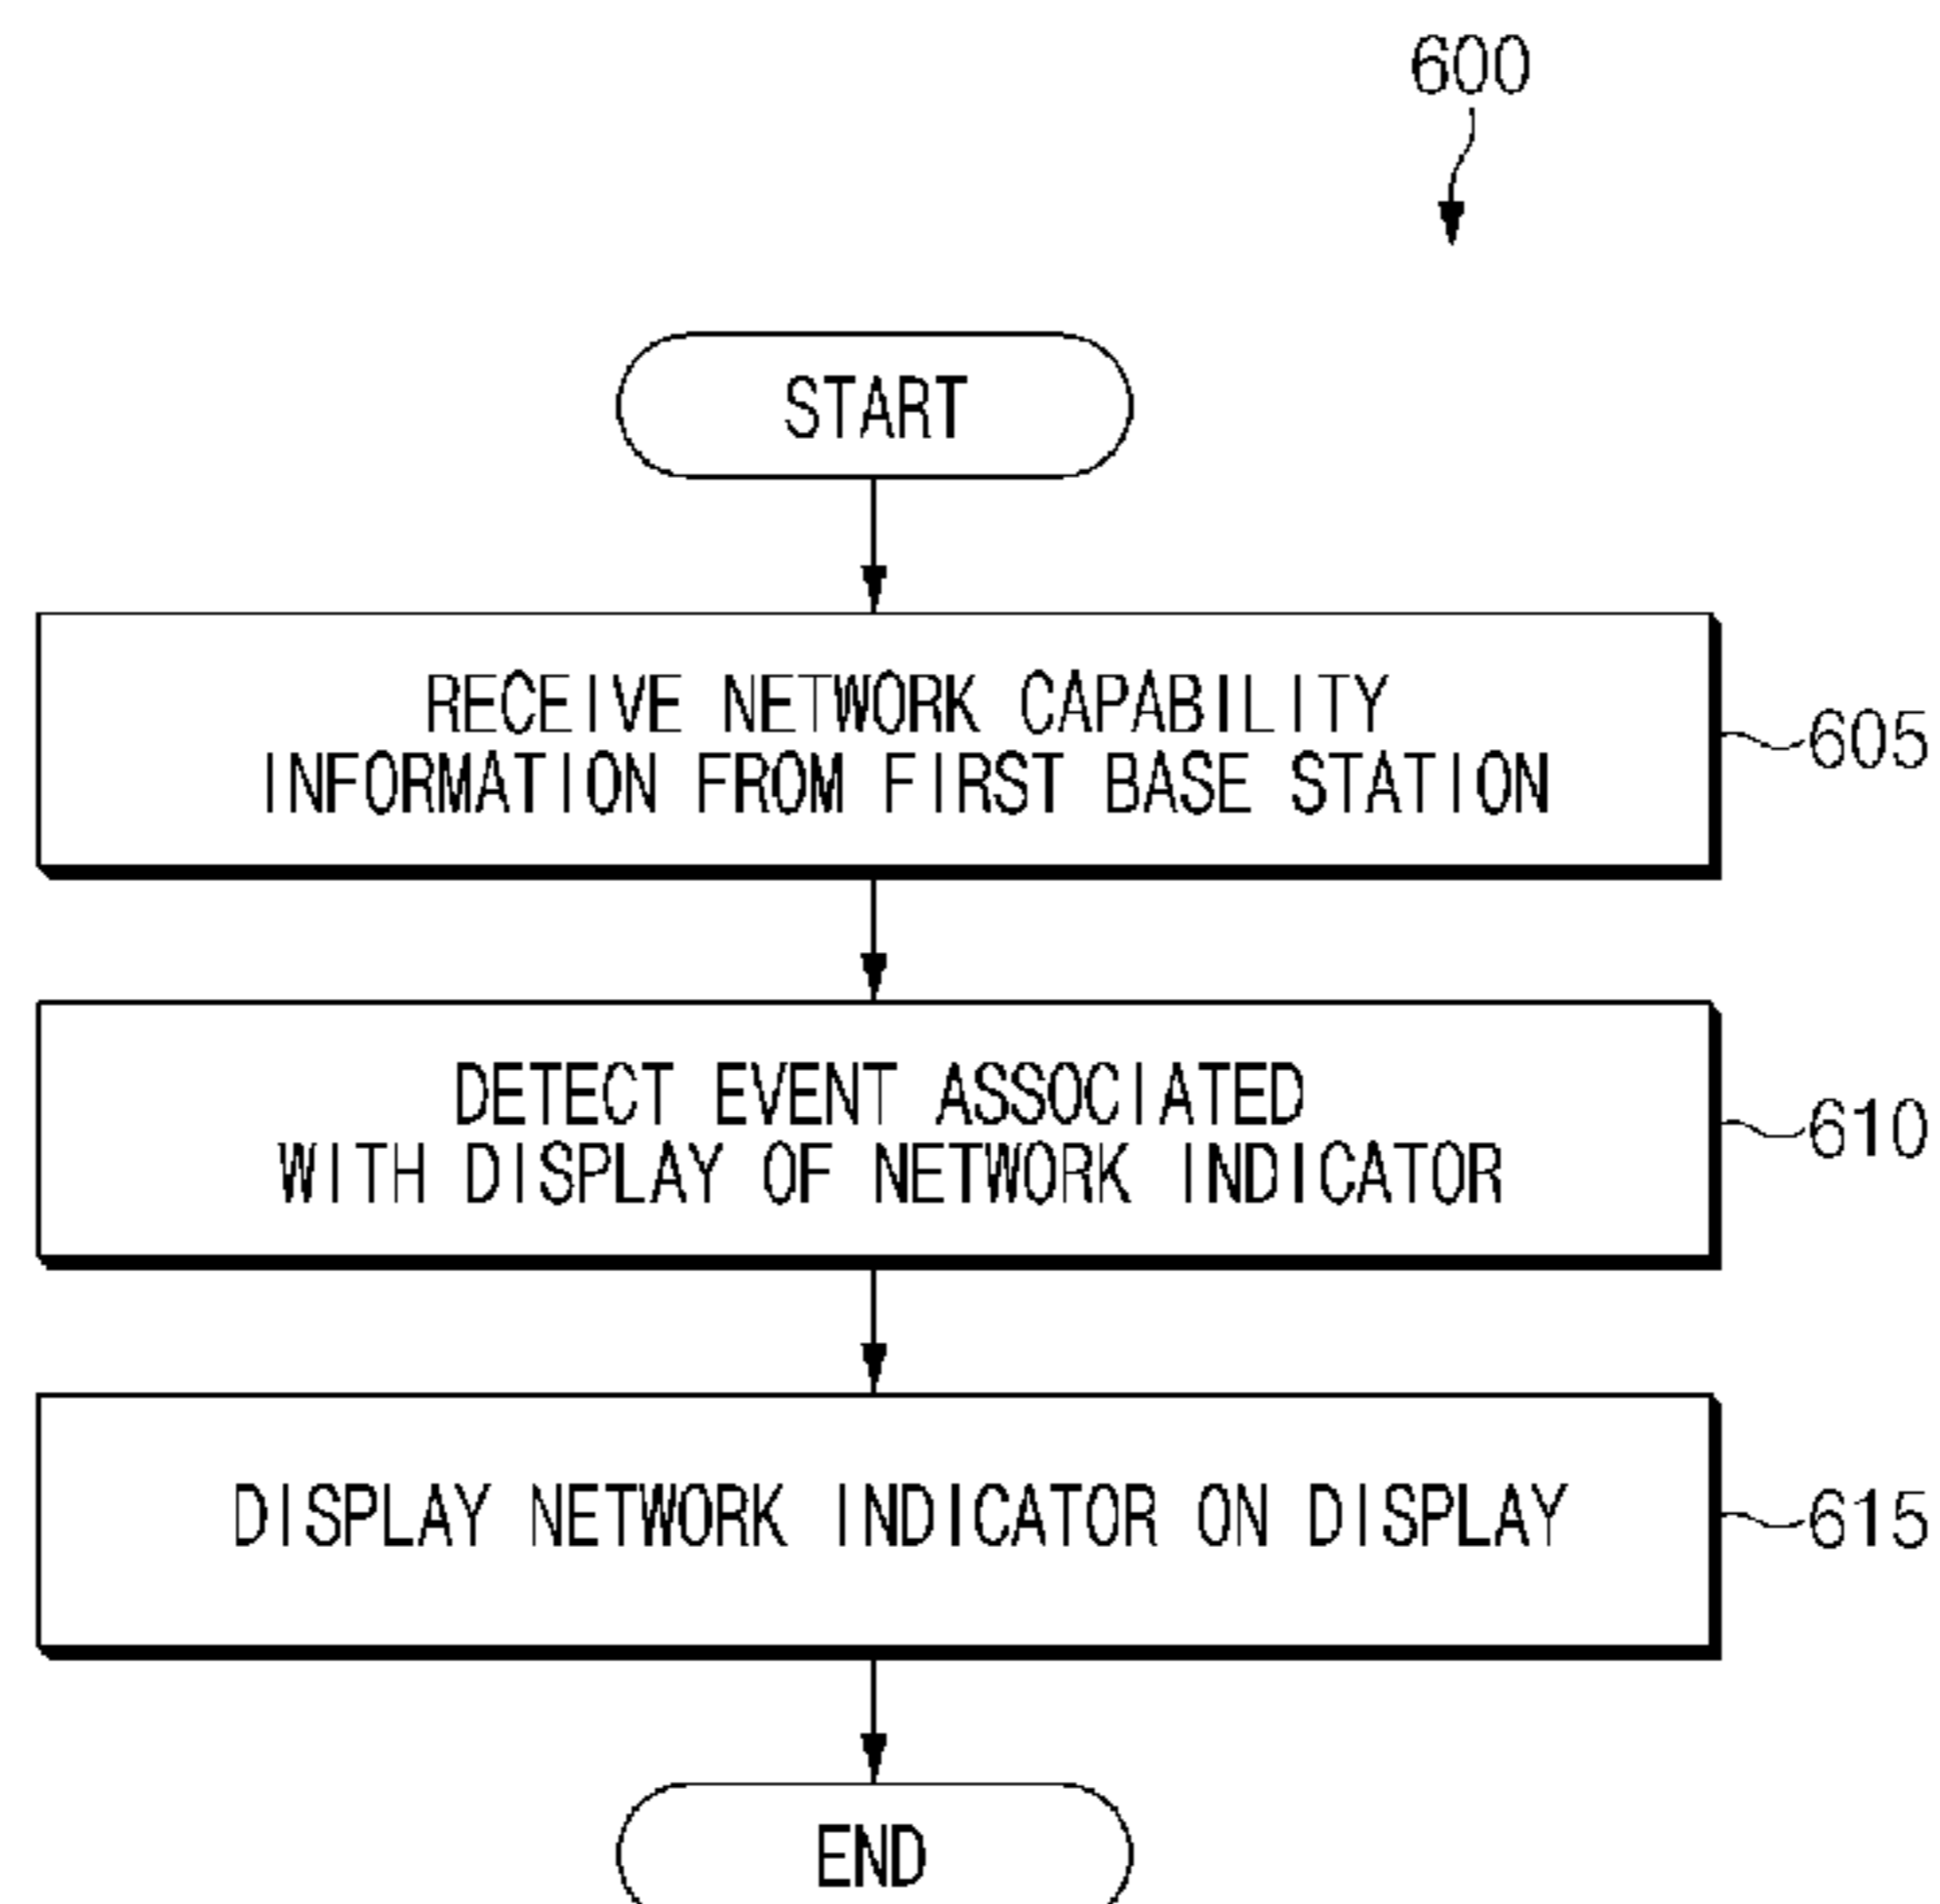 600
START
RECEIVE NETWORK CAPABILITY
INFORMATION FROM FIRST BASE STATION
605
DETECT EVENT ASSOCIATED
WITH DISPLAY OF NETWORK INDICATOR
610
DISPLAY NETWORK INDICATOR ON DISPLAY
615
END